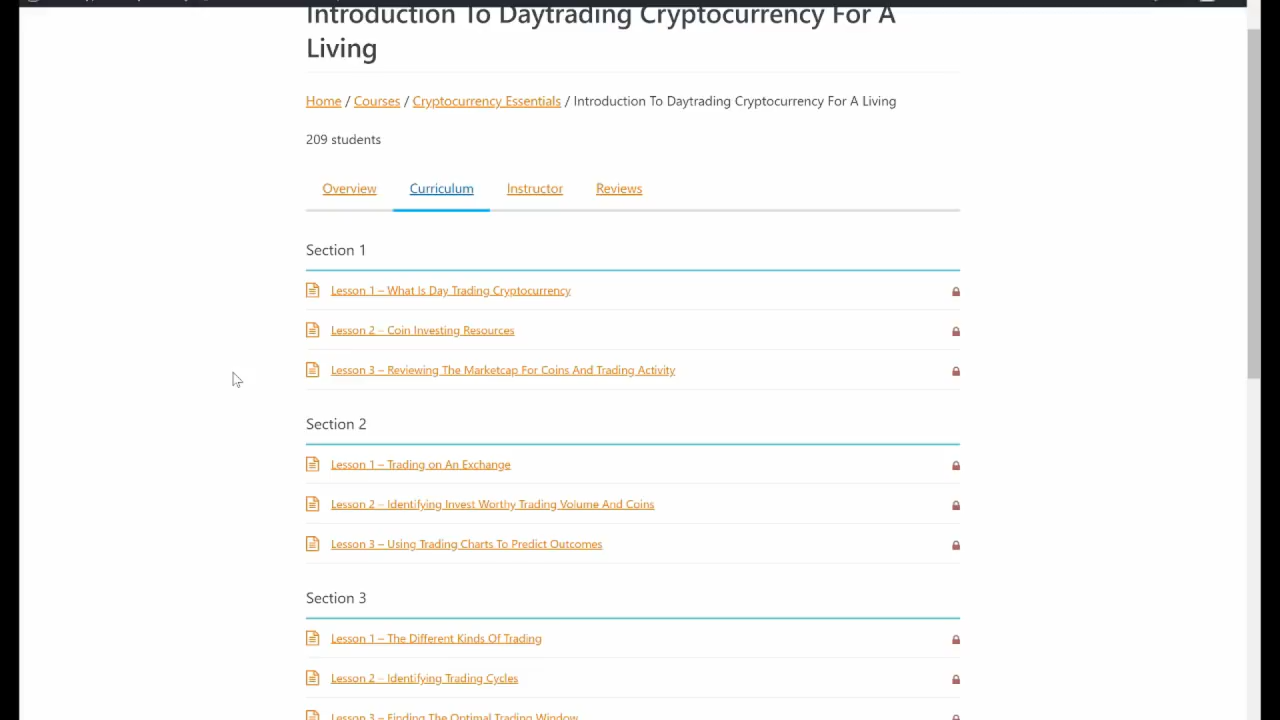 Introduction To Daytrading Cryptocurrency For A
Living
Home / Courses / Cryptocurrency Essentials / Introduction To Daytrading Cryptocurrency For A Living
209 students
Overview Curriculum Instructor Reviews
Section 1
Lesson 1 – What Is Day Trading Cryptocurrency
Lesson 2 – Coin Investing Resources
Lesson 3 – Reviewing The Marketcap For Coins And Trading Activity
Section 2
Lesson 1 – Trading on An Exchange
Lesson 2 – Identifying Invest Worthy Trading Volume And Coins
Lesson 3 – Using Trading Charts To Predict Outcomes
Section 3
Lesson 1 – The Different Kinds Of Trading
Lesson 2 – Identifying Trading Cycles
Lesson 3 – Finding The Optimal Trading Window